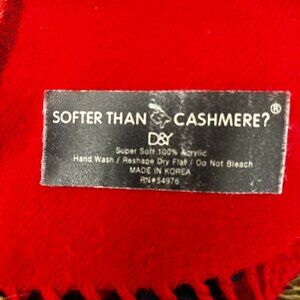 SOFTER THAN CASHMERE?®
D&Y
Super Soft 100% Acrylic
Hand Wash / Reshape Dry Flat / Do Not Bleach
MADE IN KOREA
RN#54976